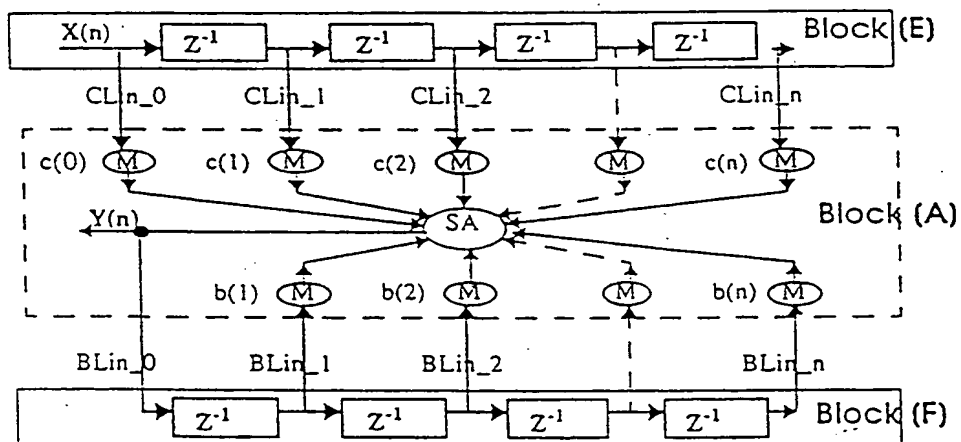 X(n) Z⁻¹ Z⁻¹ Z⁻¹ Z⁻¹ Block (E)
CLin_0 CLin_1 CLin_2 CLin_n
c(0) M c(1) M c(2) M M c(n) M
Y(n) SA Block (A)
b(1) M b(2) M M b(n) M
BLin_0 BLin_1 BLin_2 BLin_n
Z⁻¹ Z⁻¹ Z⁻¹ Z⁻¹ Block (F)